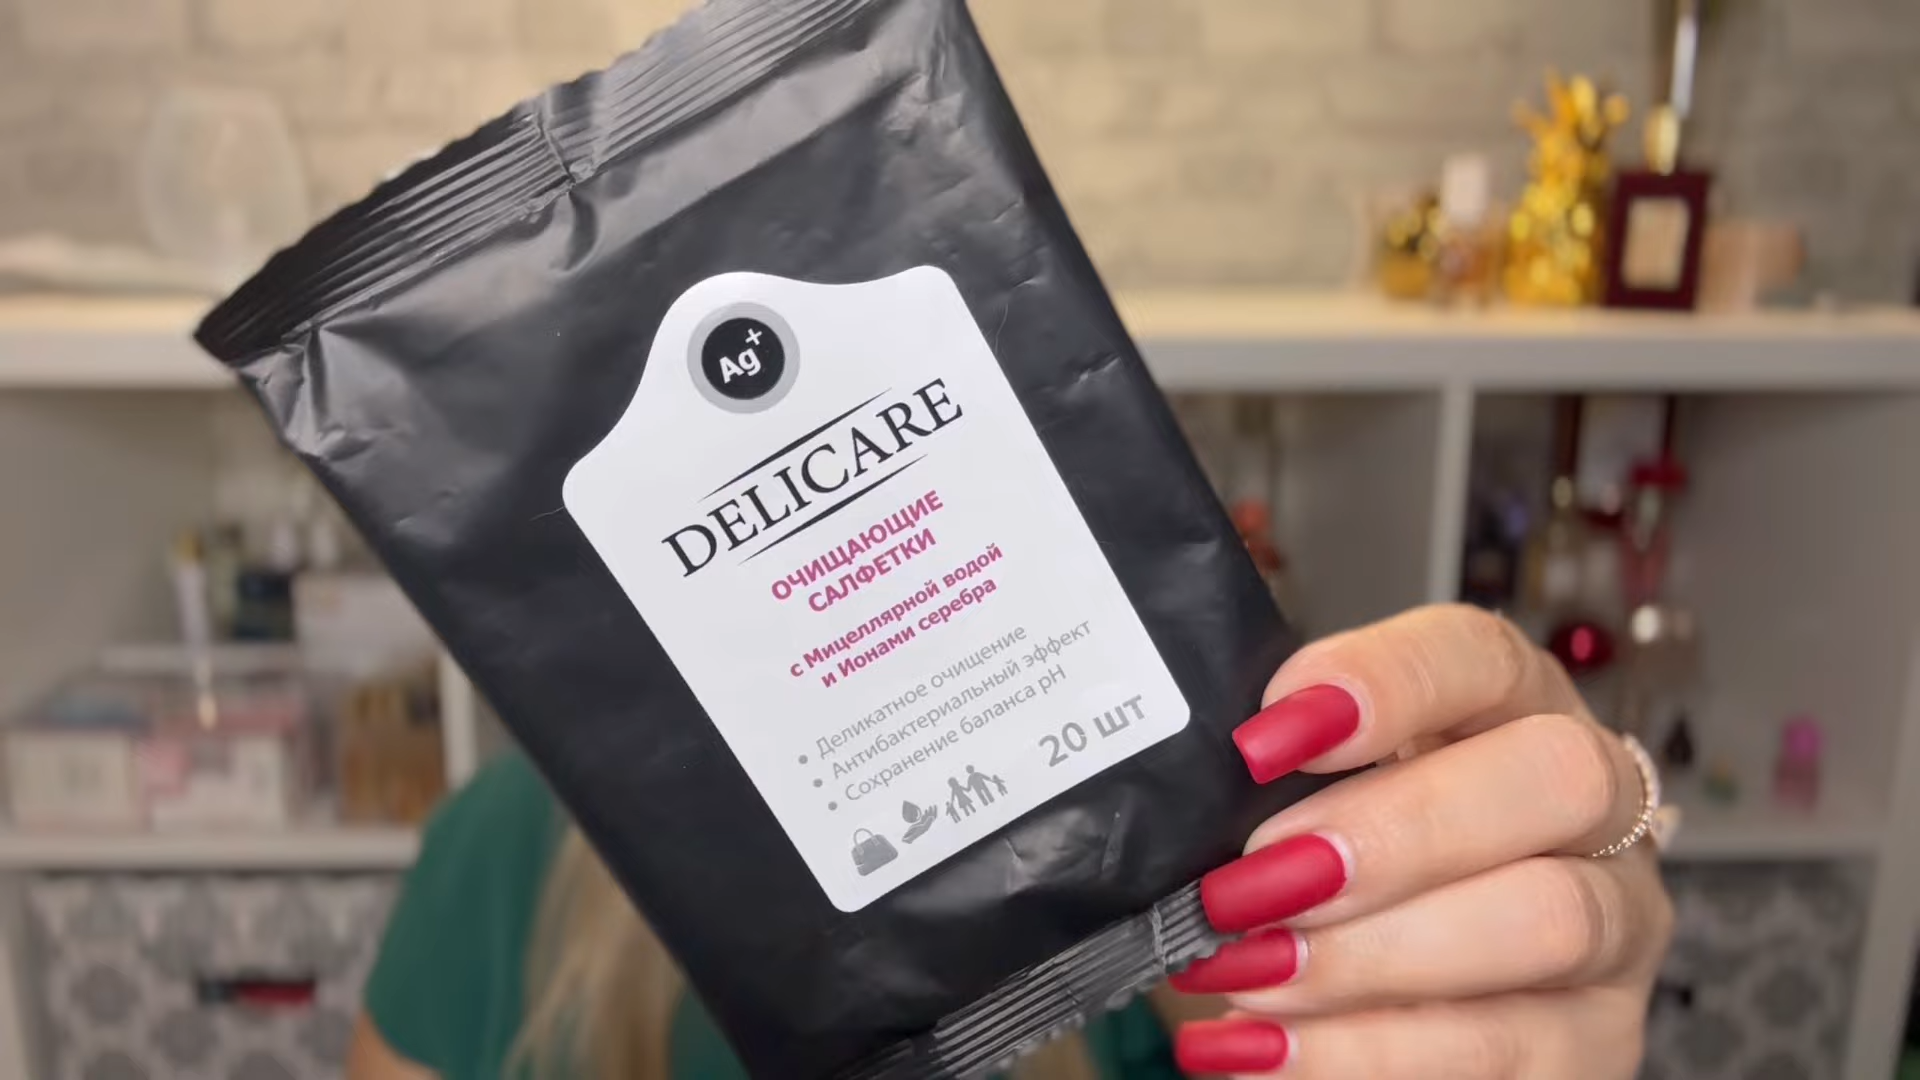 Ag+
DELICARE
ОЧИЩАЮЩИЕ
САЛФЕТКИ
с Мицеллярной водой
и Ионами серебра
• Деликатное очищение
• Антибактериальный эффект
• Сохранение баланса pH
20 шт